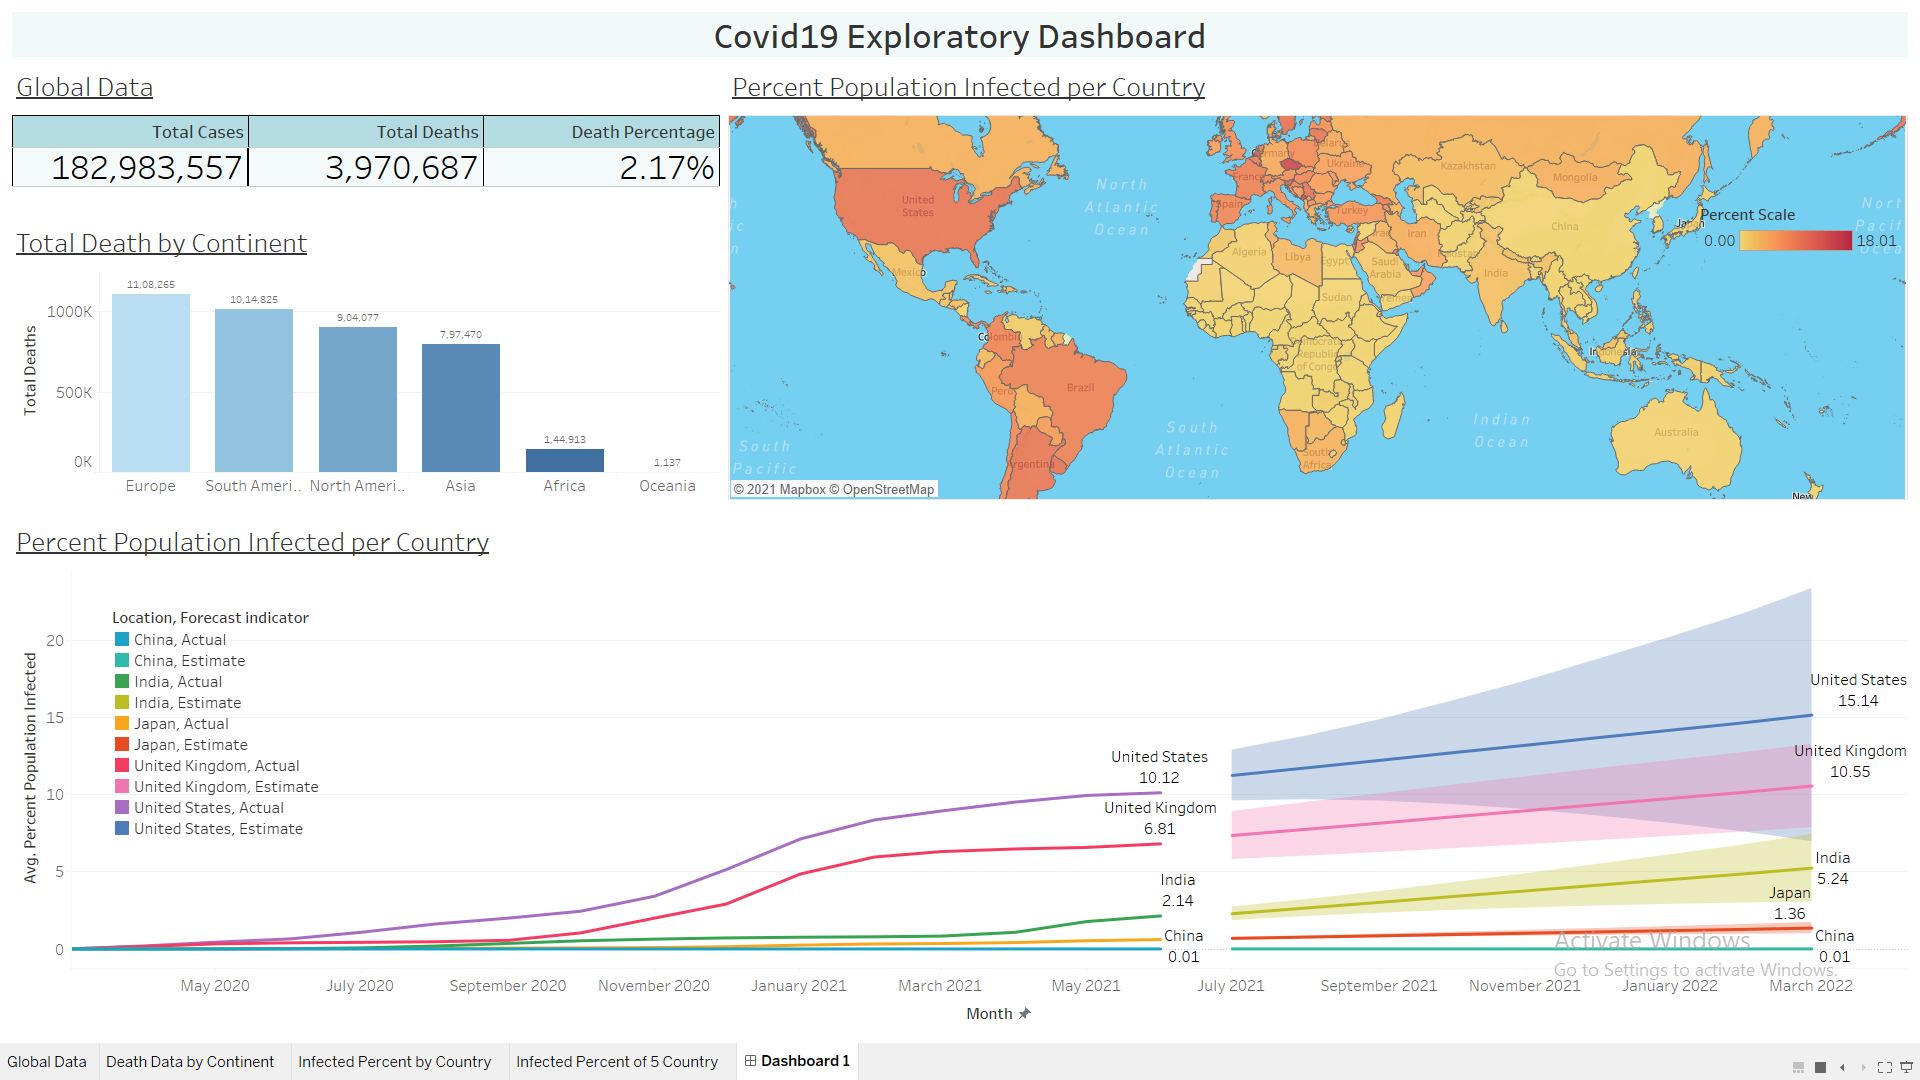 Covid19 Exploratory Dashboard
Global Data
Total Cases
Total Deaths
Death Percentage
182,983,557
3,970,687
2.17%
Total Death by Continent
Total Deaths
1000K
500K
0K
11,08,265
10,14,825
9,04,077
7,97,470
1,44,913
1,137
Europe
South Ameri..
North Ameri..
Asia
Africa
Oceania
Percent Population Infected per Country
North
Atlantic
Ocean
United
States
Mexico
Colombia
Peru
Brazil
Argentina
South
Pacific
South
Atlantic
Ocean
Germany
Belarus
Ukraine
France
Spain
Turkey
Kazakhstan
Mongolia
China
Japan
Iraq
Iran
Pakistan
India
Algeria
Libya
Egypt
Saudi
Arabia
Sudan
Yemen
Democratic
Republic
of Congo
South
Africa
Indonesia
Indian
Ocean
Australia
New
Percent Scale
0.00
18.01
© 2021 Mapbox © OpenStreetMap
Percent Population Infected per Country
Avg. Percent Population Infected
20
15
10
5
0
Location, Forecast indicator
China, Actual
China, Estimate
India, Actual
India, Estimate
Japan, Actual
Japan, Estimate
United Kingdom, Actual
United Kingdom, Estimate
United States, Actual
United States, Estimate
United States
10.12
United Kingdom
6.81
India
2.14
China
0.01
United States
15.14
United Kingdom
10.55
India
5.24
Japan
1.36
China
0.01
May 2020
July 2020
September 2020
November 2020
January 2021
March 2021
May 2021
July 2021
September 2021
November 2021
January 2022
March 2022
Month
Activate Windows
Go to Settings to activate Windows.
Global Data
Death Data by Continent
Infected Percent by Country
Infected Percent of 5 Country
Dashboard 1